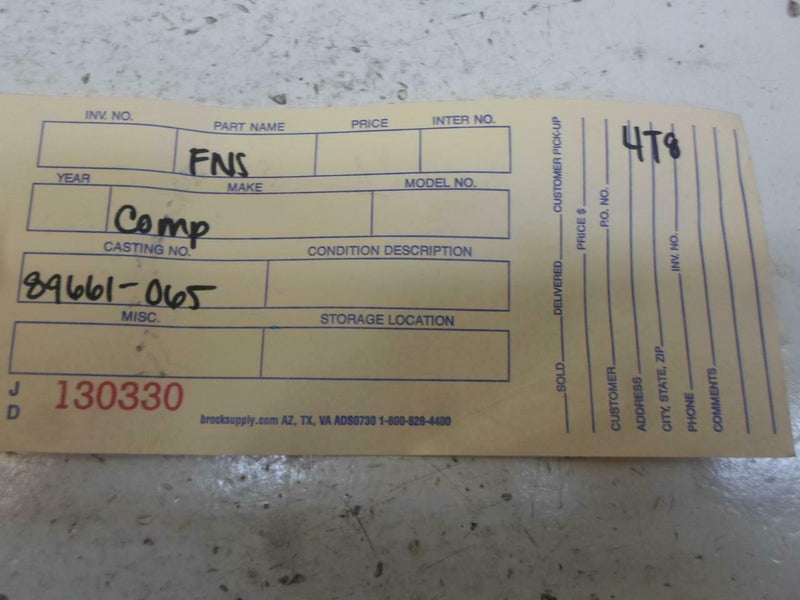 INV. NO. PART NAME PRICE INTER NO.
FNS
YEAR MAKE MODEL NO.
Comp
CASTING NO. CONDITION DESCRIPTION
89661-065
MISC. STORAGE LOCATION
J
D
130330
brocksupply.com AZ, TX, VA ADS0730 1-800-528-4400
4T8
SOLD DELIVERED CUSTOMER PICK-UP
PRICE $
CUSTOMER P.O. NO.
ADDRESS
CITY, STATE, ZIP
PHONE INV. NO.
COMMENTS